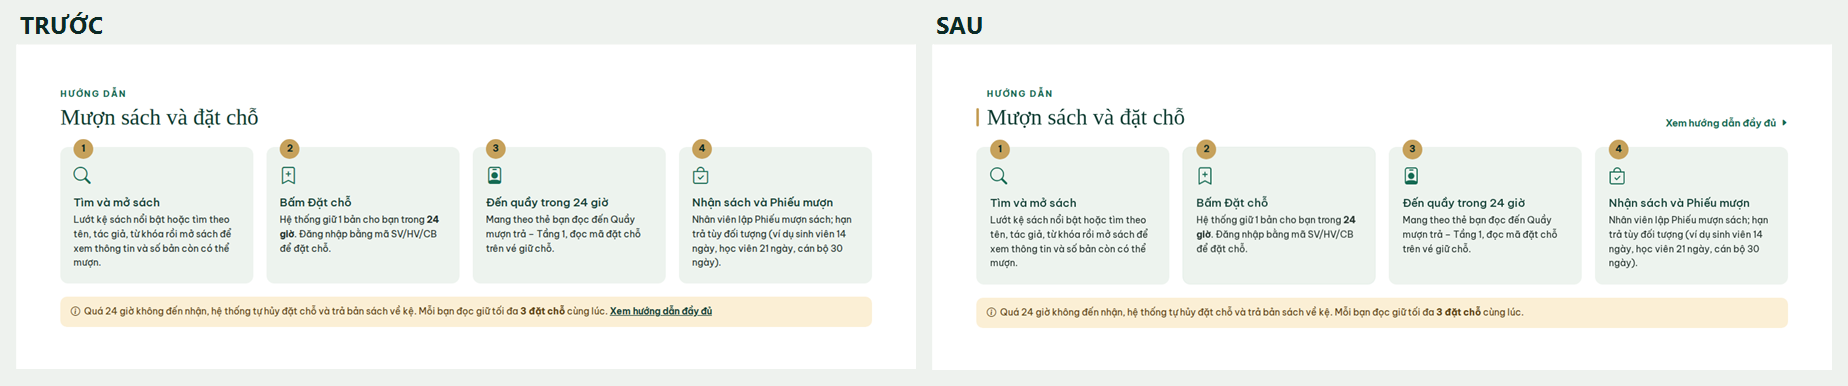 TRƯỚC
HƯỚNG DẪN
Mượn sách và đặt chỗ
1
Tìm và mở sách
Lướt kệ sách nổi bật hoặc tìm theo
tên, tác giả, từ khóa rồi mở sách để
xem thông tin và số bản còn có thể
mượn.
2
Bấm Đặt chỗ
Hệ thống giữ 1 bản cho bạn trong 24
giờ. Đăng nhập bằng mã SV/HV/CB
để đặt chỗ.
3
Đến quầy trong 24 giờ
Mang theo thẻ bạn đọc đến Quầy
mượn trả – Tầng 1, đọc mã đặt chỗ
trên vé giữ chỗ.
4
Nhận sách và Phiếu mượn
Nhân viên lập Phiếu mượn sách; hạn
trả tùy đối tượng (ví dụ sinh viên 14
ngày, học viên 21 ngày, cán bộ 30
ngày).
Quá 24 giờ không đến nhận, hệ thống tự hủy đặt chỗ và trả bản sách về kệ. Mỗi bạn đọc giữ tối đa 3 đặt chỗ cùng lúc. Xem hướng dẫn đầy đủ
SAU
HƯỚNG DẪN
Mượn sách và đặt chỗ
Xem hướng dẫn đầy đủ
1
Tìm và mở sách
Lướt kệ sách nổi bật hoặc tìm theo
tên, tác giả, từ khóa rồi mở sách để
xem thông tin và số bản còn có thể
mượn.
2
Bấm Đặt chỗ
Hệ thống giữ 1 bản cho bạn trong 24
giờ. Đăng nhập bằng mã SV/HV/CB
để đặt chỗ.
3
Đến quầy trong 24 giờ
Mang theo thẻ bạn đọc đến Quầy
mượn trả – Tầng 1, đọc mã đặt chỗ
trên vé giữ chỗ.
4
Nhận sách và Phiếu mượn
Nhân viên lập Phiếu mượn sách; hạn
trả tùy đối tượng (ví dụ sinh viên 14
ngày, học viên 21 ngày, cán bộ 30
ngày).
Quá 24 giờ không đến nhận, hệ thống tự hủy đặt chỗ và trả bản sách về kệ. Mỗi bạn đọc giữ tối đa 3 đặt chỗ cùng lúc.